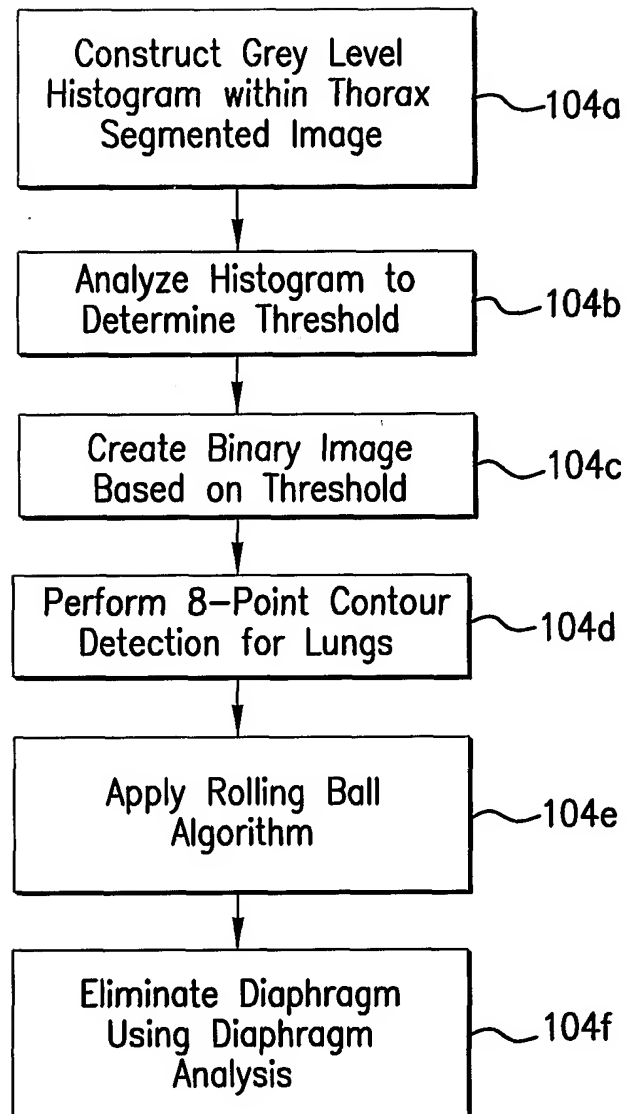 Construct Grey Level
Histogram within Thorax
Segmented Image
104a
Analyze Histogram to
Determine Threshold
104b
Create Binary Image
Based on Threshold
104c
Perform 8-Point Contour
Detection for Lungs
104d
Apply Rolling Ball
Algorithm
104e
Eliminate Diaphragm
Using Diaphragm
Analysis
104f